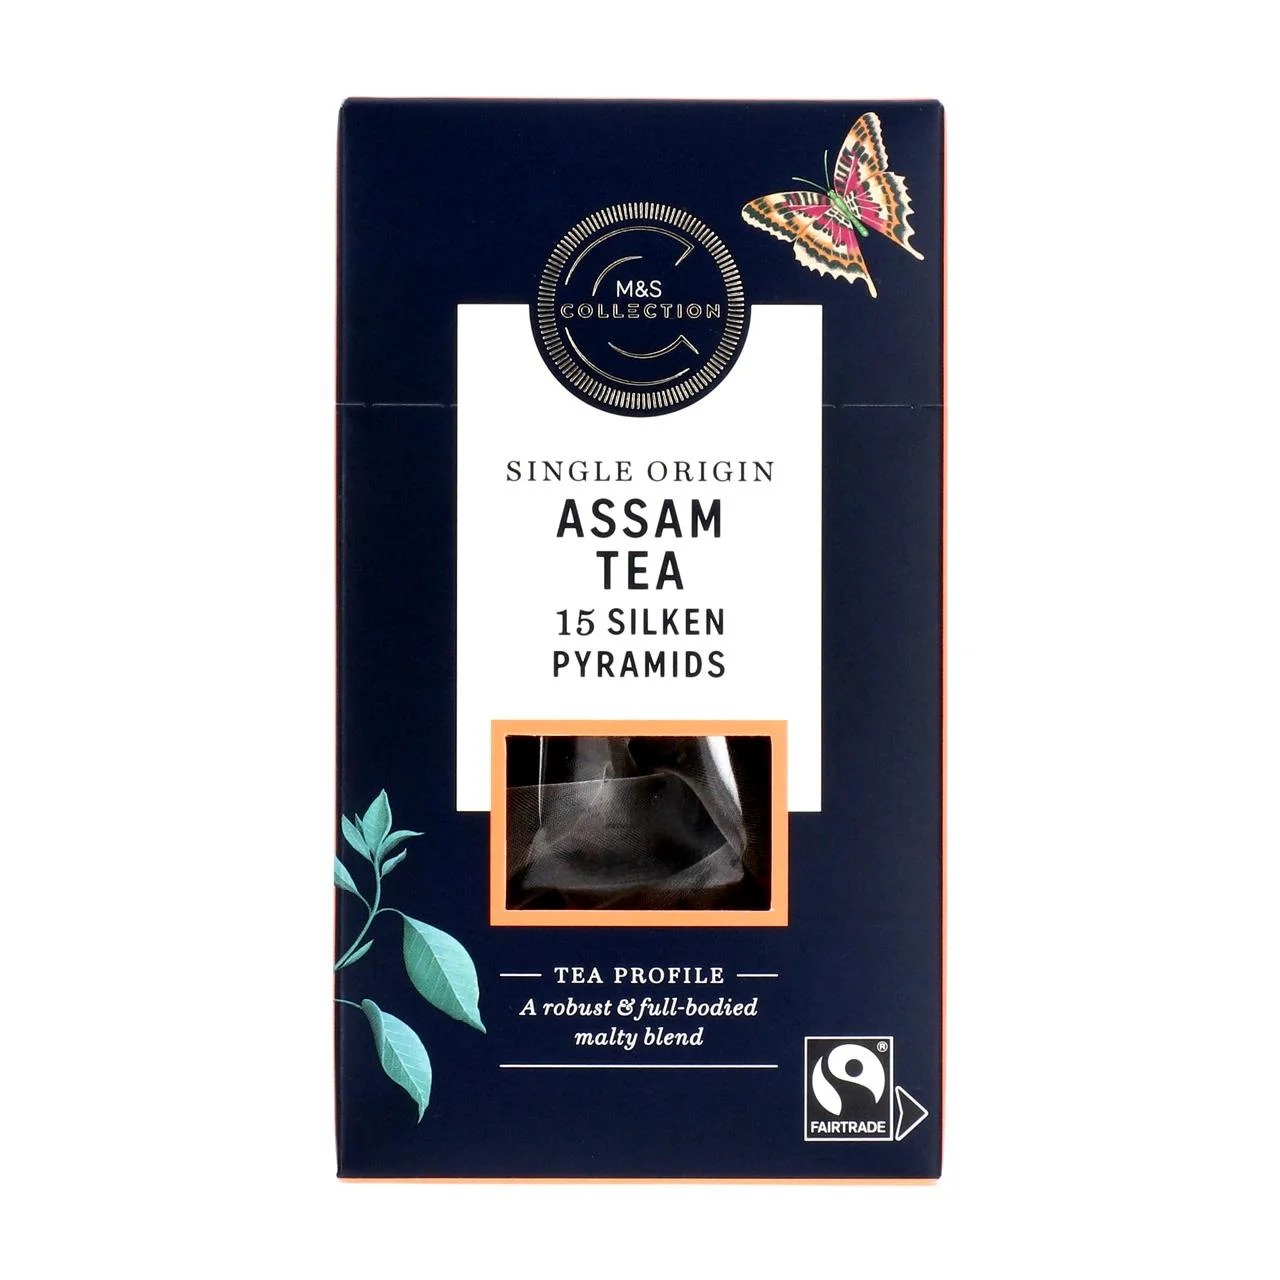 M&S
COLLECTION
SINGLE ORIGIN
ASSAM
TEA
15 SILKEN
PYRAMIDS
TEA PROFILE
A robust & full-bodied
malty blend
®
FAIRTRADE